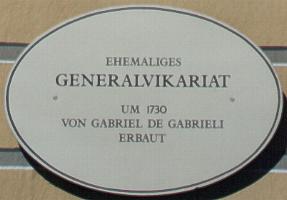 EHEMALIGES
GENERALVIKARIAT
UM 1730
VON GABRIEL DE GABRIELI
ERBAUT